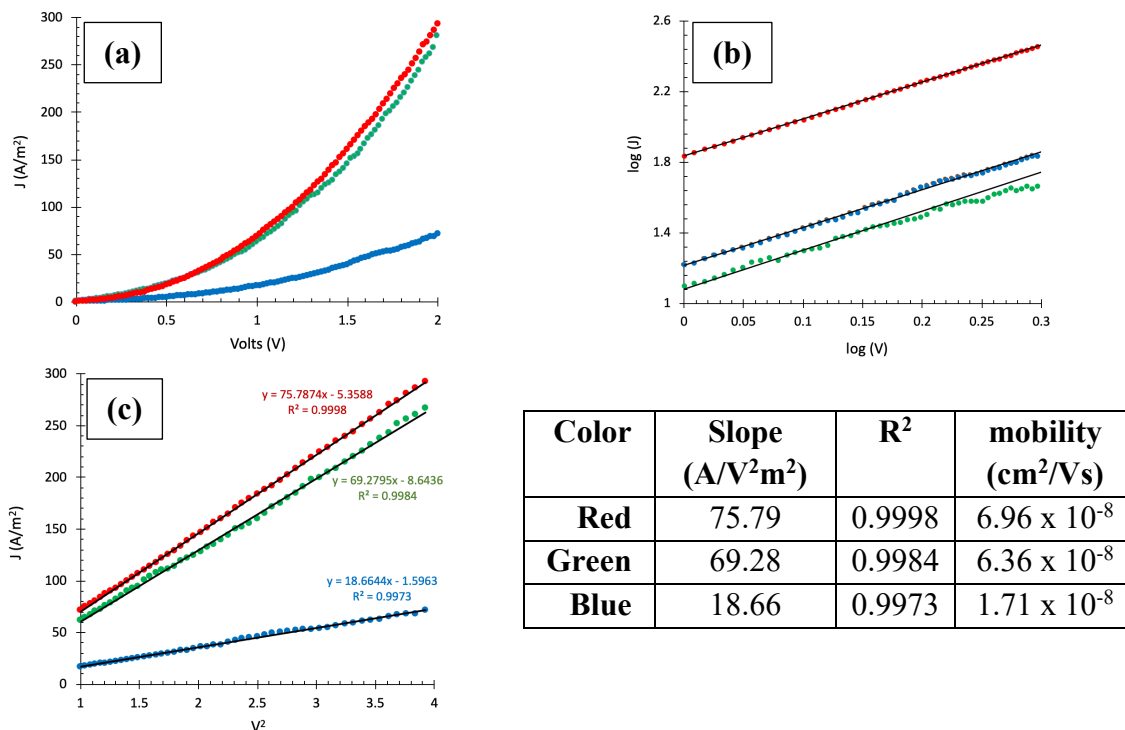 (a)
300
250
200
150
100
50
0
0 0.5 1 1.5 2
J (A/m²)
Volts (V)
(b)
2.6
2.2
1.8
1.4
1
0 0.05 0.1 0.15 0.2 0.25 0.3
log (J)
log (V)
(c)
300
250
200
150
100
50
0
1 1.5 2 2.5 3 3.5 4
J (A/m²)
V²
y = 75.7874x - 5.3588
R² = 0.9998
y = 69.2795x - 8.6436
R² = 0.9984
y = 18.6644x - 1.5963
R² = 0.9973
Color Slope (A/V²m²) R² mobility (cm²/Vs)
Red 75.79 0.9998 6.96 x 10⁻⁸
Green 69.28 0.9984 6.36 x 10⁻⁸
Blue 18.66 0.9973 1.71 x 10⁻⁸